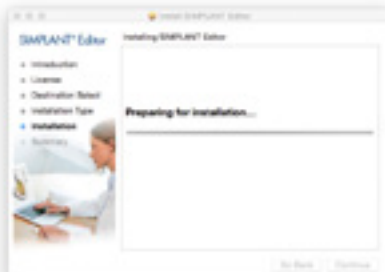 Install SIMPLANT Editor
SIMPLANT® Editor
Installing SIMPLANT Editor
Introduction
License
Destination Select
Installation Type
Installation
Summary
Preparing for installation...
Go Back
Continue